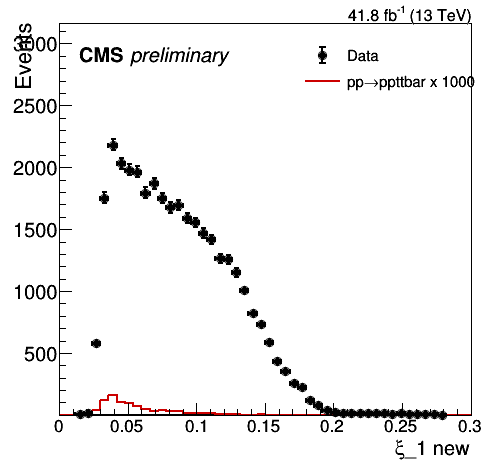 41.8 fb⁻¹ (13 TeV)
Events
CMS preliminary
Data
pp→ppttbar x 1000
3000
2500
2000
1500
1000
500
0 0.05 0.1 0.15 0.2 0.25 0.3
ξ_1 new